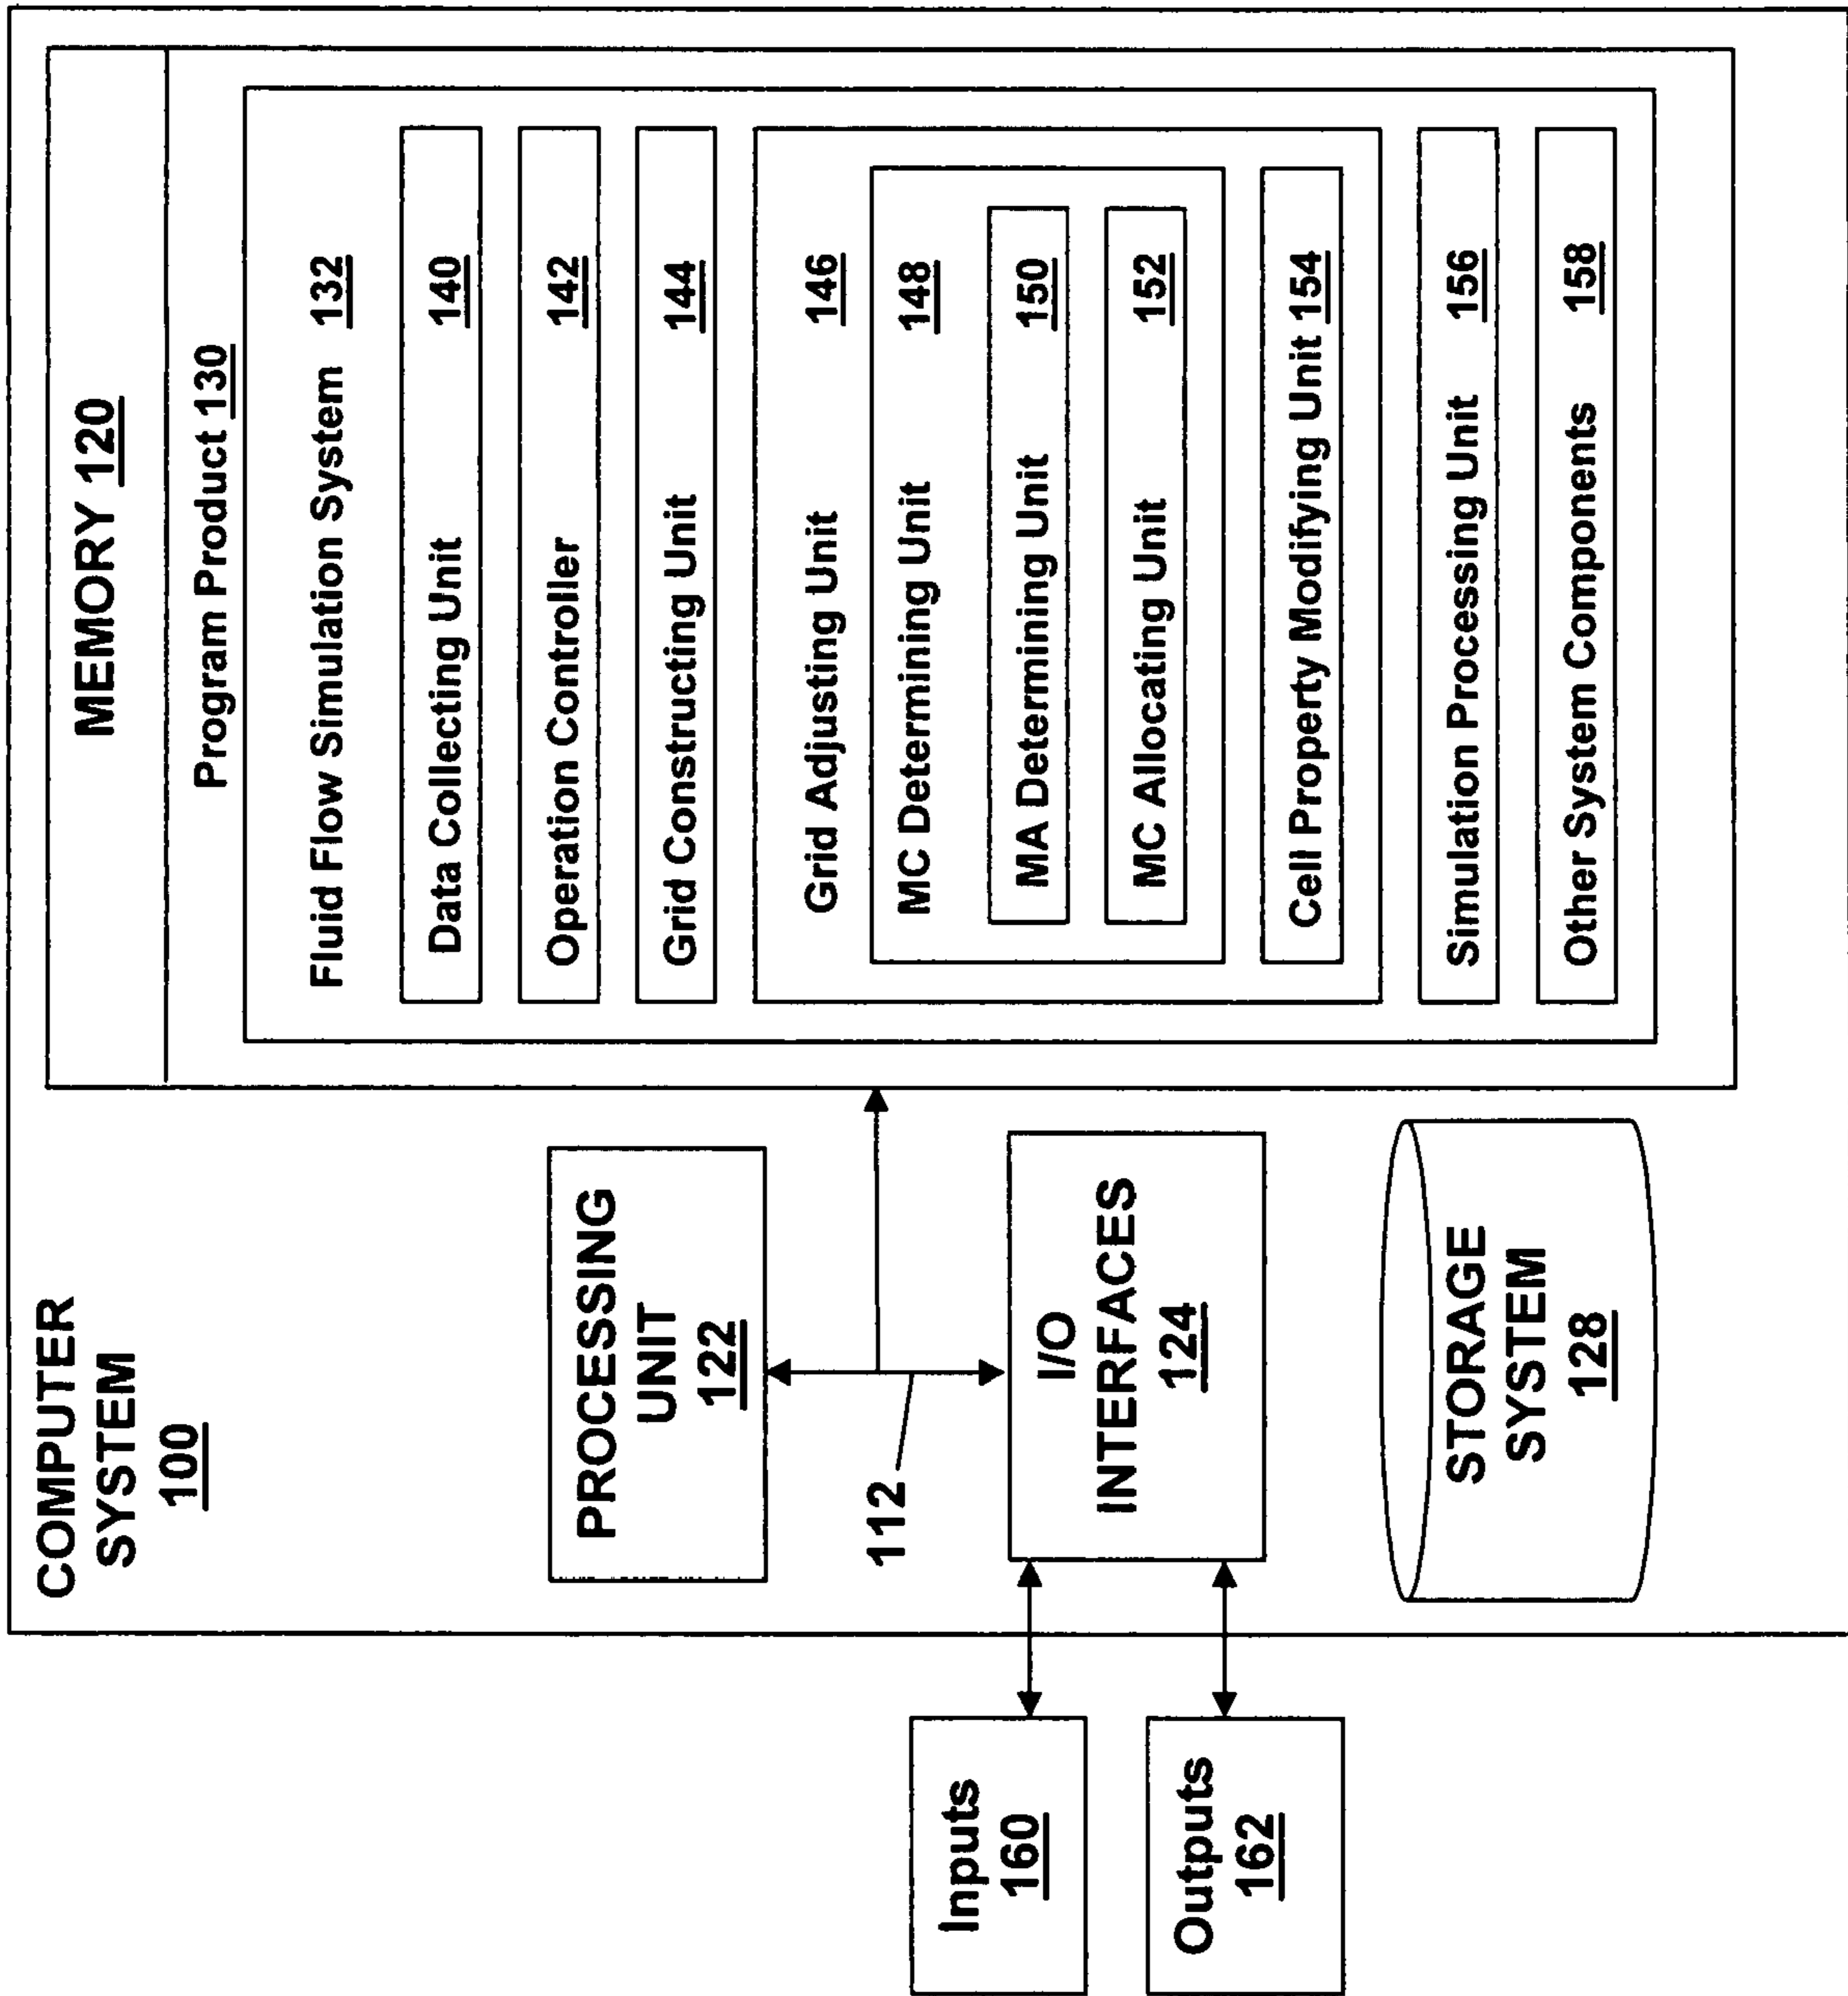 COMPUTER
SYSTEM
100
MEMORY 120
Program Product 130
Fluid Flow Simulation System 132
Data Collecting Unit 140
Operation Controller 142
Grid Constructing Unit 144
Grid Adjusting Unit 146
MC Determining Unit 148
MA Determining Unit 150
MC Allocating Unit 152
Cell Property Modifying Unit 154
Simulation Processing Unit 156
Other System Components 158
PROCESSING
UNIT
122
112
I/O
INTERFACES
124
STORAGE
SYSTEM
128
Inputs
160
Outputs
162